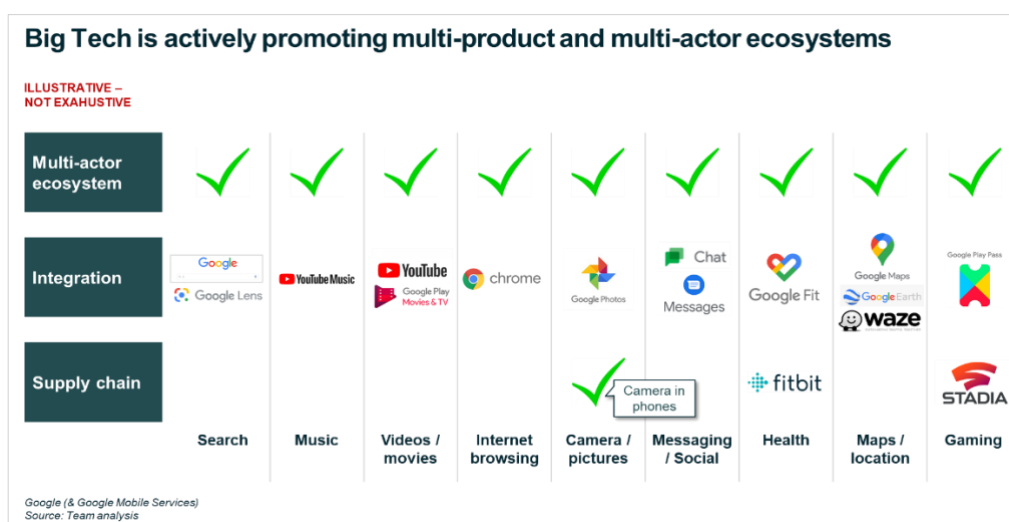 Big Tech is actively promoting multi-product and multi-actor ecosystems
ILLUSTRATIVE –
NOT EXAHUSTIVE
Multi-actor
ecosystem
Integration
Google
Google Lens
YouTube Music
YouTube
Google Play
Movies & TV
chrome
Google Photos
Chat
Messages
Google Fit
Google Maps
Google Earth
waze
Google Play Pass
Supply chain
Camera in
phones
fitbit
STADIA
Search
Music
Videos /
movies
Internet
browsing
Camera /
pictures
Messaging
/ Social
Health
Maps /
location
Gaming
Google (& Google Mobile Services)
Source: Team analysis